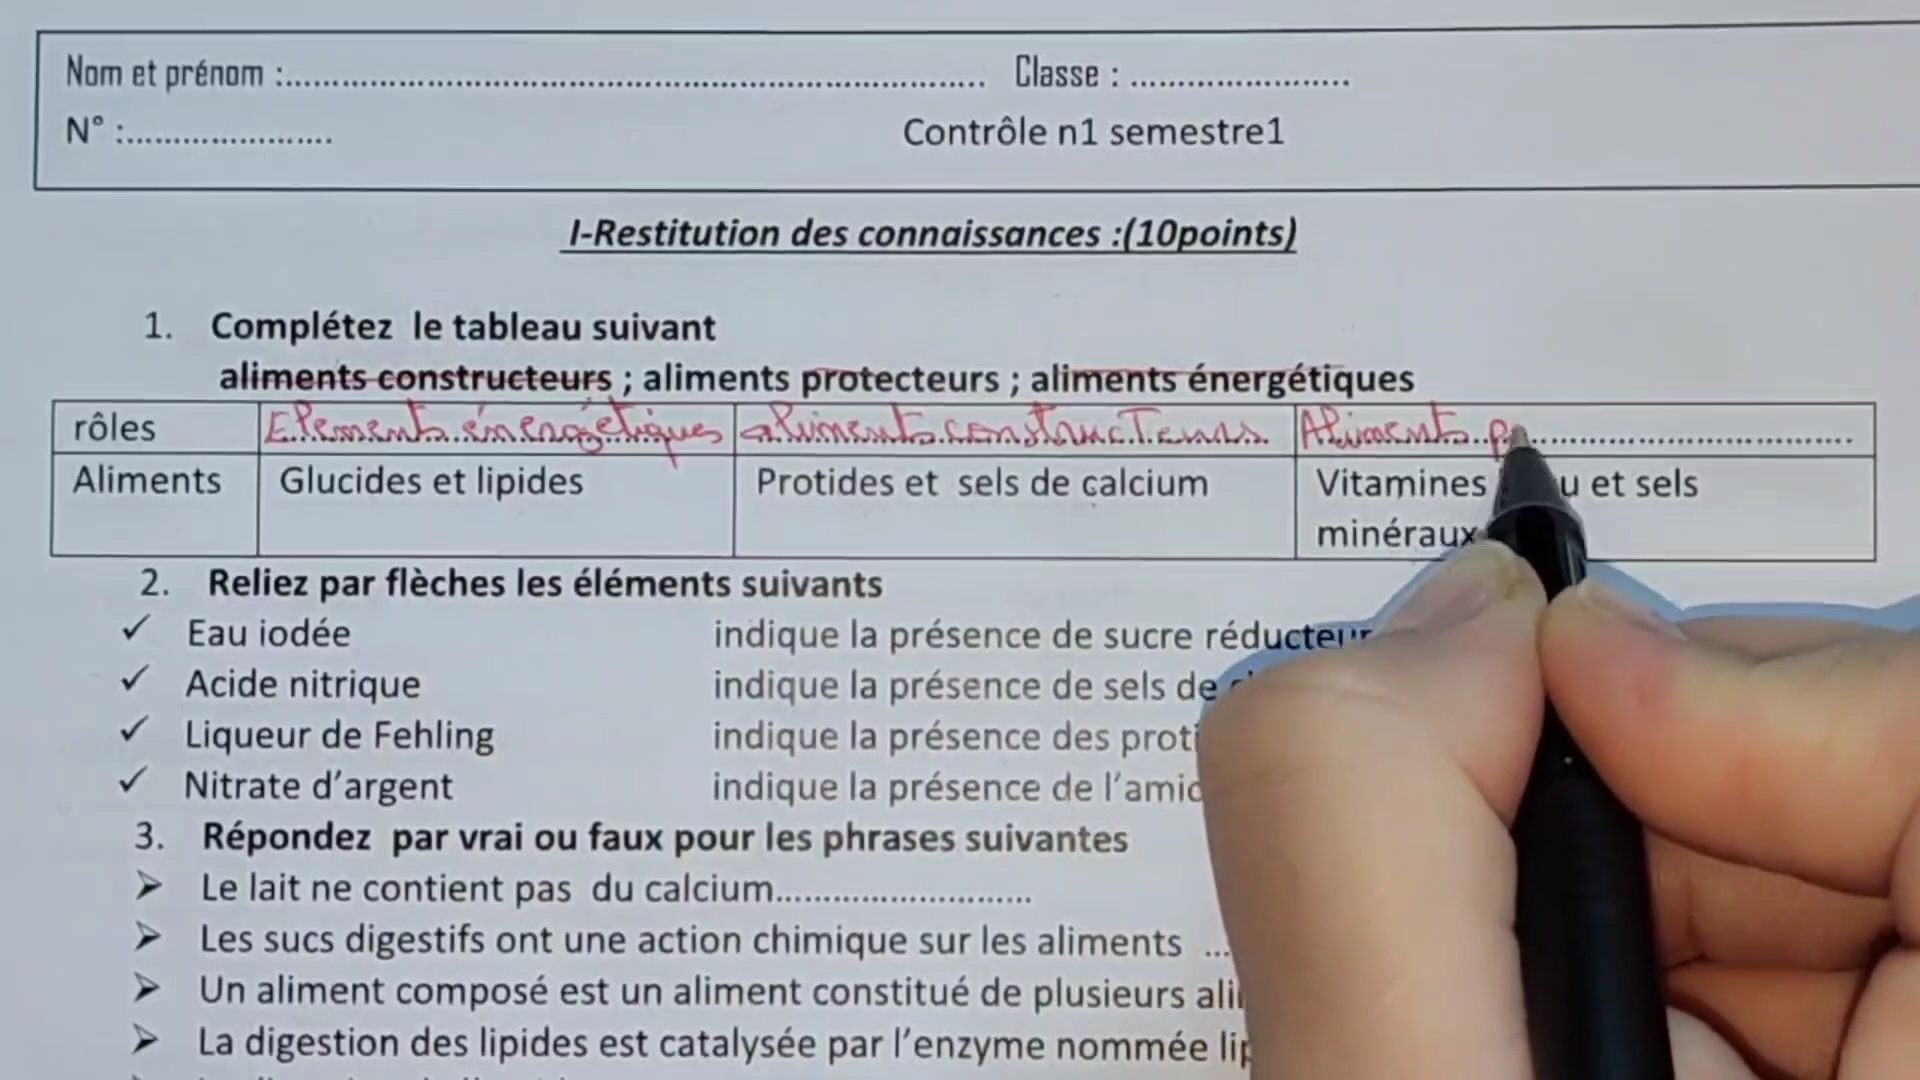 Nom et prénom :........................................................................ Classe : ......................
N° :......................
Contrôle n1 semestre1
I-Restitution des connaissances :(10points)
1. Complétez le tableau suivant
aliments constructeurs ; aliments protecteurs ; aliments énergétiques
rôles Elements énergétiques aliments constructeurs Aliments
Aliments Glucides et lipides Protides et sels de calcium Vitamines et sels
minéraux
2. Reliez par flèches les éléments suivants
✓ Eau iodée indique la présence de sucre réducteur
✓ Acide nitrique indique la présence de sels de
✓ Liqueur de Fehling indique la présence des
✓ Nitrate d'argent indique la présence de
3. Répondez par vrai ou faux pour les phrases suivantes
➢ Le lait ne contient pas du calcium..........................
➢ Les sucs digestifs ont une action chimique sur les aliments ...
➢ Un aliment composé est un aliment constitué de plusieurs
➢ La digestion des lipides est catalysée par l'enzyme nommée